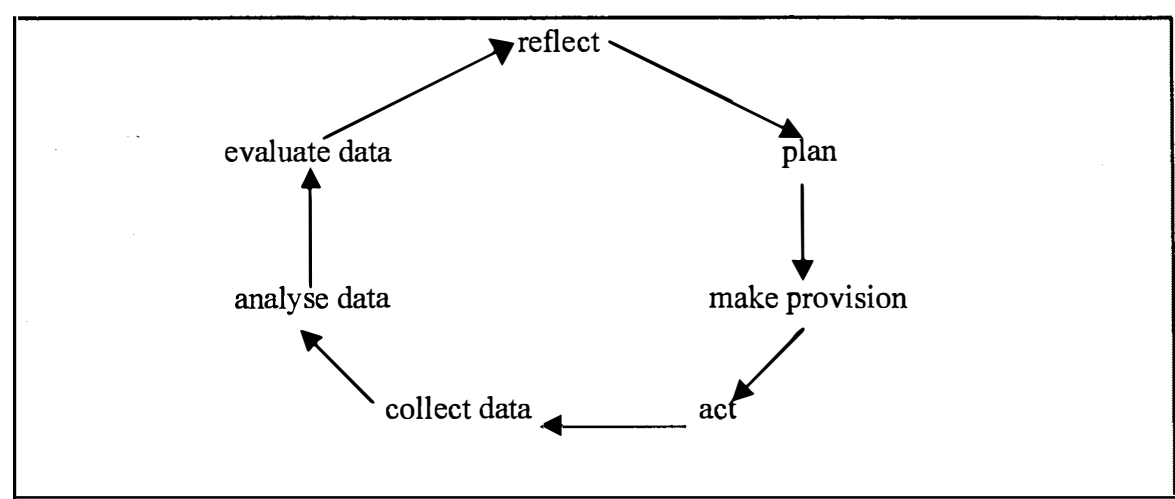 reflect
evaluate data
plan
analyse data
make provision
collect data
act